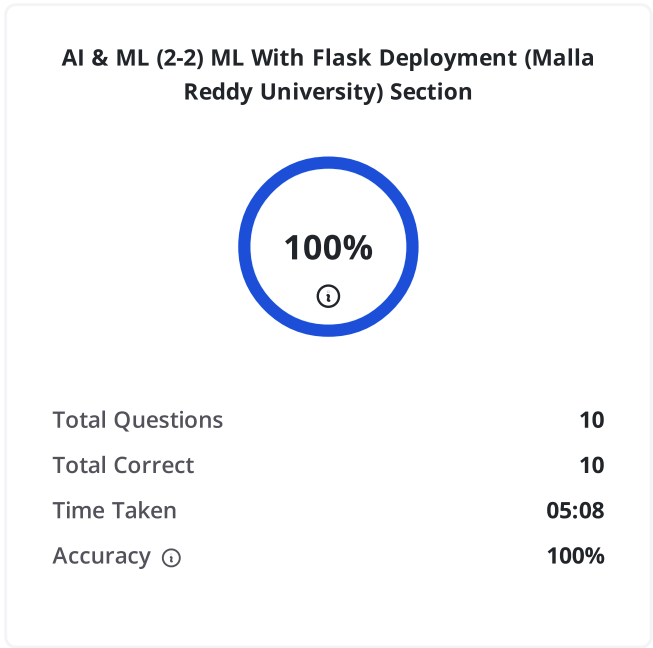 AI & ML (2-2) ML With Flask Deployment (Malla
Reddy University) Section
100%
Total Questions 10
Total Correct 10
Time Taken 05:08
Accuracy 100%